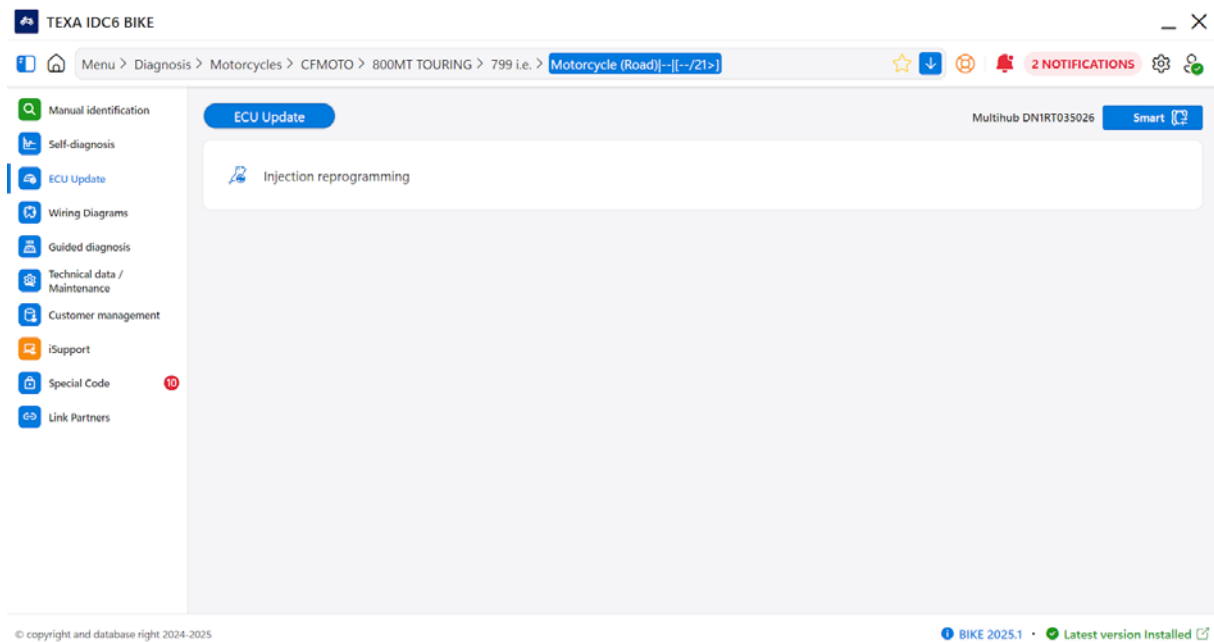 TEXA IDC6 BIKE
Menu > Diagnosis > Motorcycles > CFMOTO > 800MT TOURING > 799 i.e. > Motorcycle (Road)|--|[--/21>]
2 NOTIFICATIONS
Manual identification
Self-diagnosis
ECU Update
Wiring Diagrams
Guided diagnosis
Technical data /
Maintenance
Customer management
iSupport
Special Code 10
Link Partners
ECU Update
Multihub DN1RT035026
Smart
Injection reprogramming
© copyright and database right 2024-2025
BIKE 2025.1 · Latest version Installed